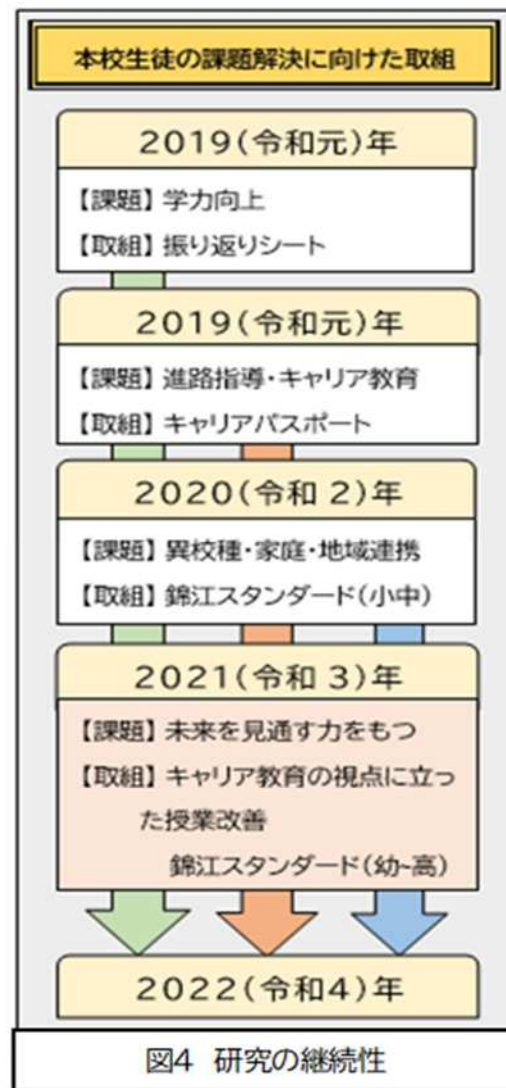 本校生徒の課題解決に向けた取組
2019(令和元)年
【課題】学力向上
【取組】振り返りシート
2019(令和元)年
【課題】進路指導・キャリア教育
【取組】キャリアパスポート
2020(令和2)年
【課題】異校種・家庭・地域連携
【取組】錦江スタンダード(小中)
2021(令和3)年
【課題】未来を見通す力をもつ
【取組】キャリア教育の視点に立っ
た授業改善
錦江スタンダード(幼~高)
2022(令和4)年
図4 研究の継続性